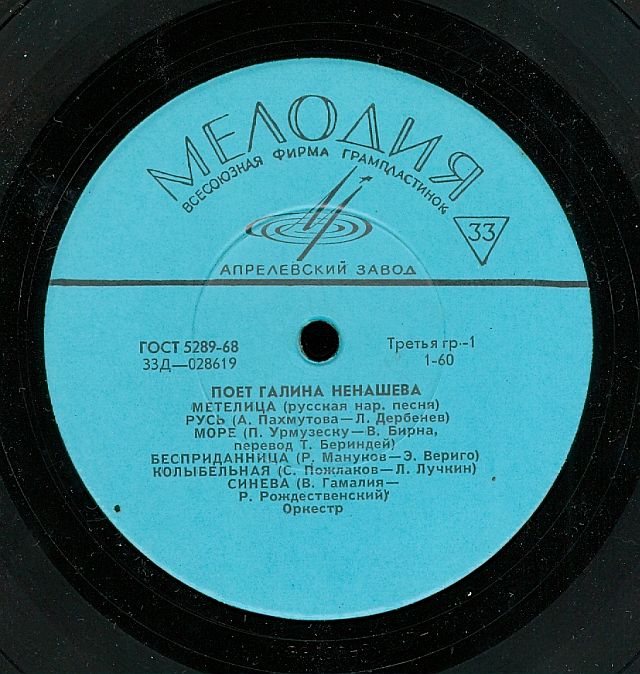 МЕЛОДИЯ
ВСЕСОЮЗНАЯ ФИРМА ГРАМПЛАСТИНОК
33
АПРЕЛЕВСКИЙ ЗАВОД
ГОСТ 5289-68 Третья гр.-1
33Д—028619 1-60
ПОЕТ ГАЛИНА НЕНАШЕВА
МЕТЕЛИЦА (русская нар. песня)
РУСЬ (А. Пахмутова—Л. Дербенев)
МОРЕ (П. Урмузеску—В. Бирна,
перевод Т. Бериндей)
БЕСПРИДАННИЦА (Р. Мануков—Э. Вериго)
КОЛЫБЕЛЬНАЯ (С. Пожлаков—Л. Лучкин)
СИНЕВА (В. Гамалия—
Р. Рождественский)
Оркестр